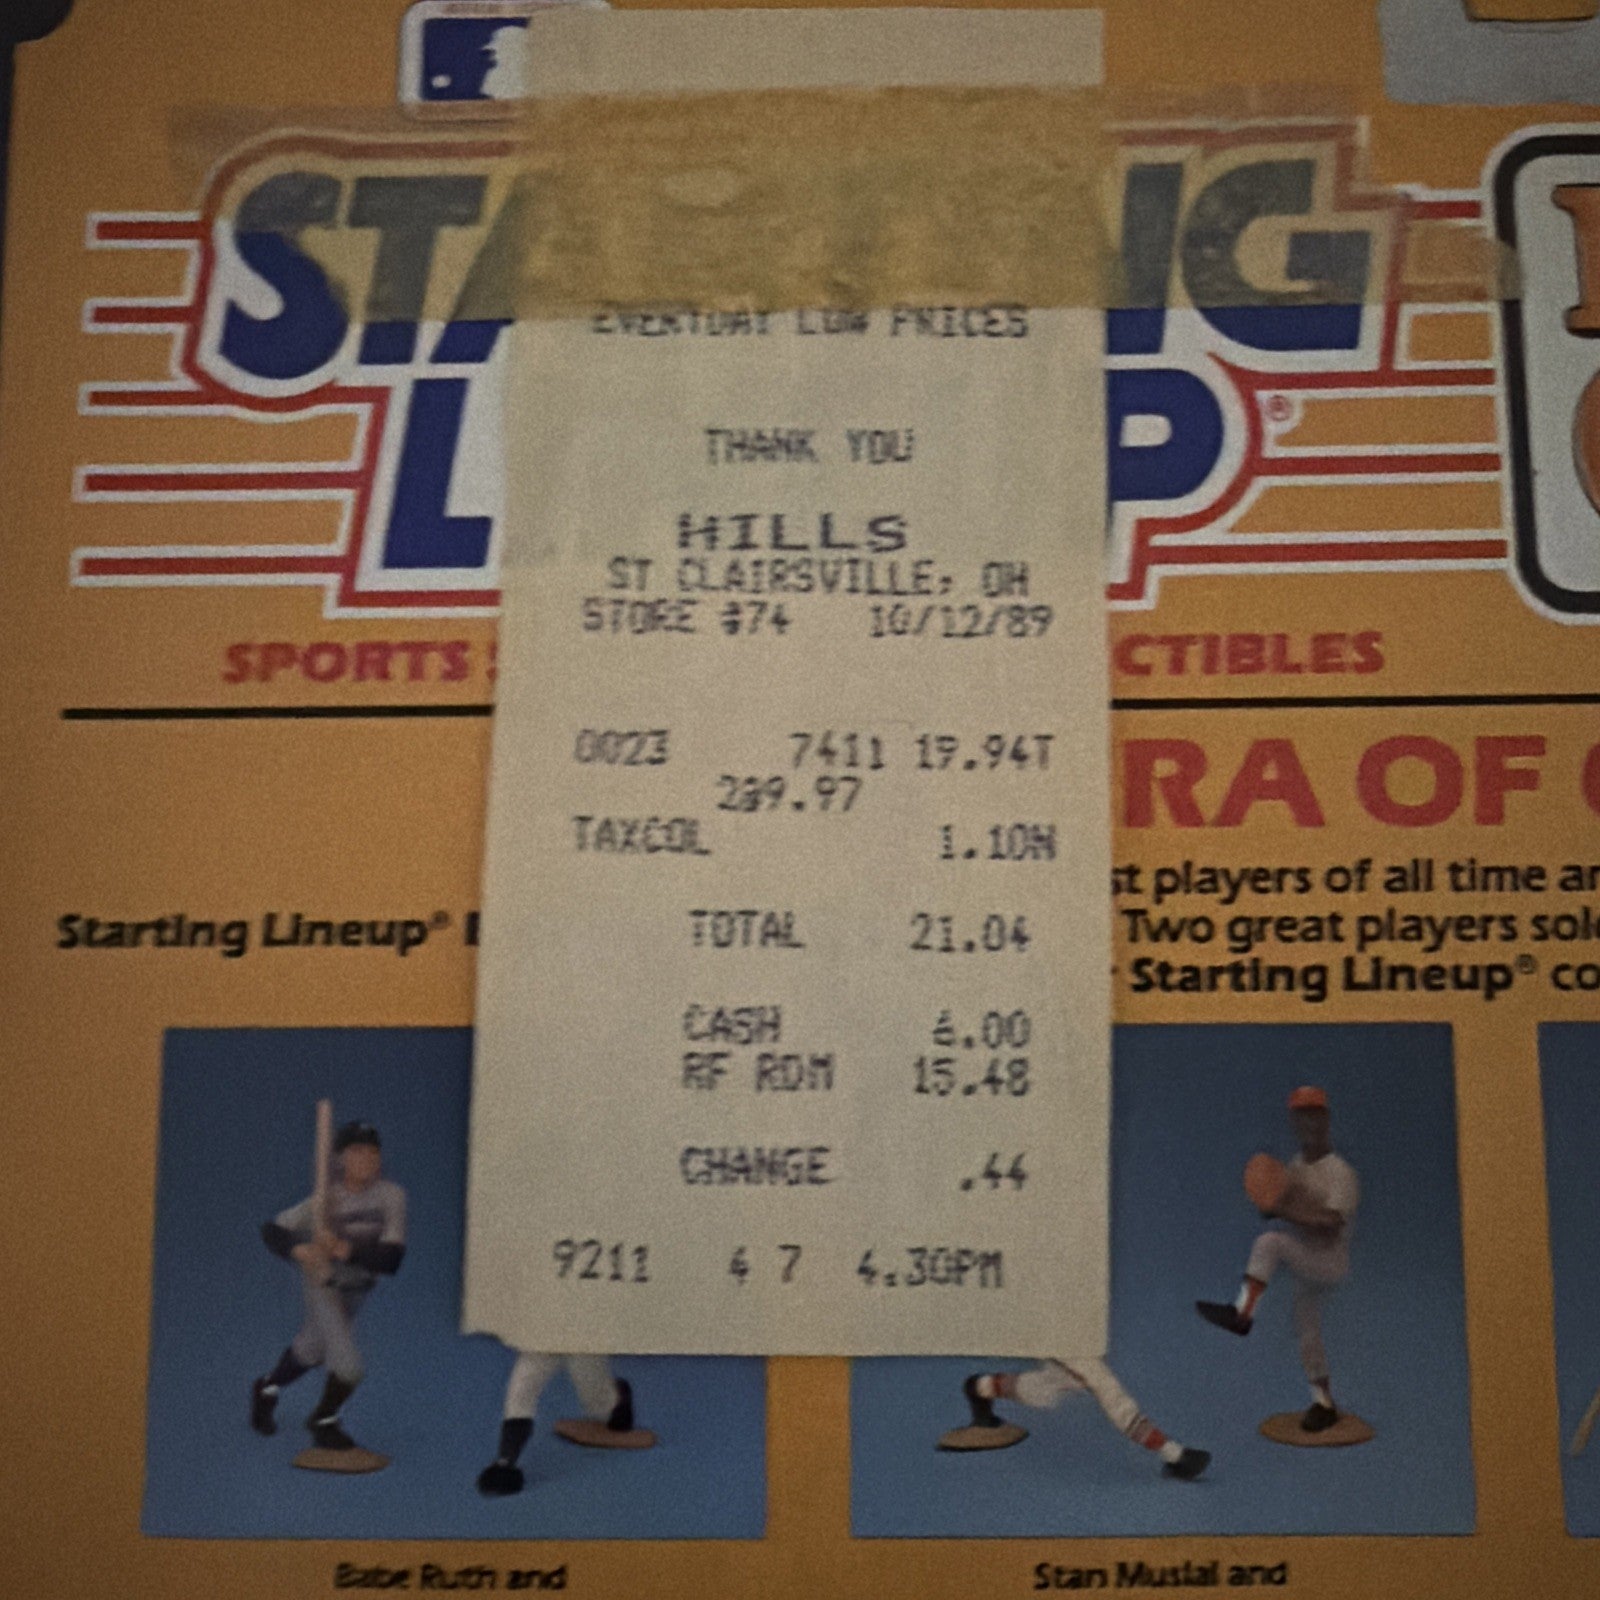 STA NG
L P ®
SPORTS CTIBLES
EVERYDAY LOW PRICES
THANK YOU
HILLS
ST CLAIRSVILLE, OH
STORE #74 10/12/89
0023 7411 19.94T
2@9.97
TAXCOL 1.10N
TOTAL 21.04
CASH 6.00
RF RDM 15.48
CHANGE .44
9211 4 7 4.30PM
RA OF
st players of all time
Starting Lineup®
Two great players
Starting Lineup® co
Babe Ruth and
Stan Musial and